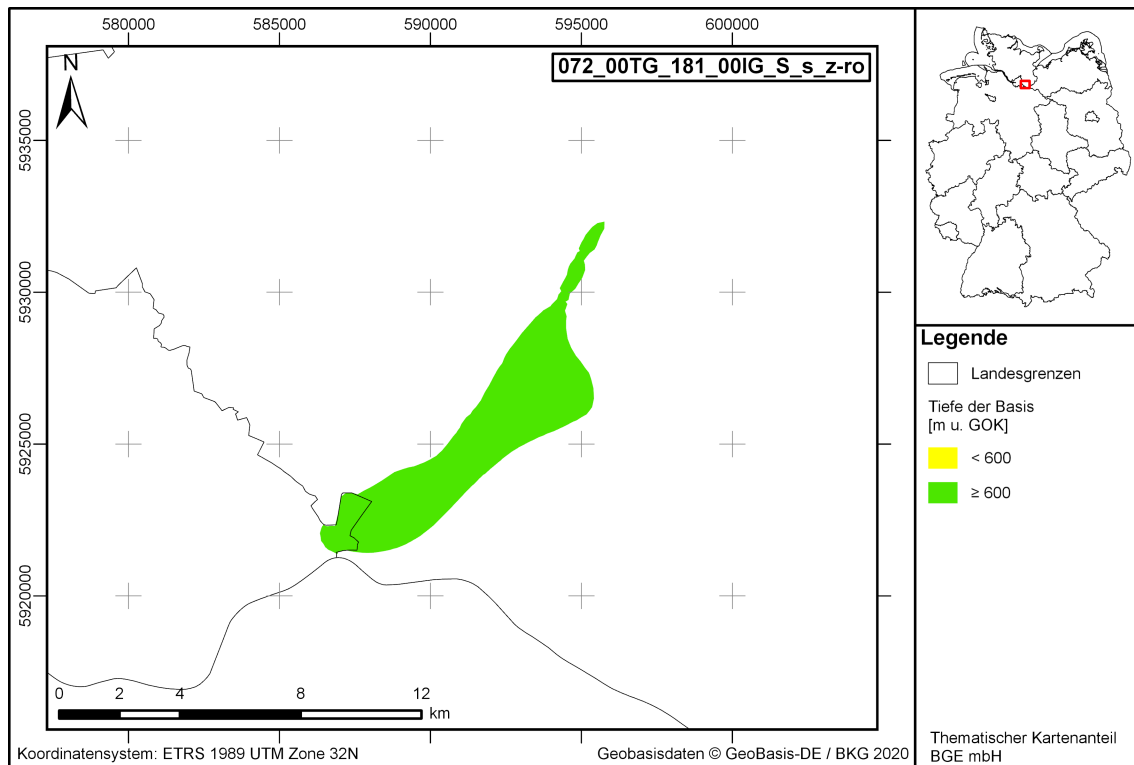 580000
585000
590000
595000
600000
072_00TG_181_00IG_S_s_z-ro
N
5935000
5930000
5925000
5920000
0
2
4
8
12
km
Koordinatensystem: ETRS 1989 UTM Zone 32N
Geobasisdaten © GeoBasis-DE / BKG 2020
Legende
Landesgrenzen
Tiefe der Basis
[m u. GOK]
< 600
≥ 600
Thematischer Kartenanteil
BGE mbH